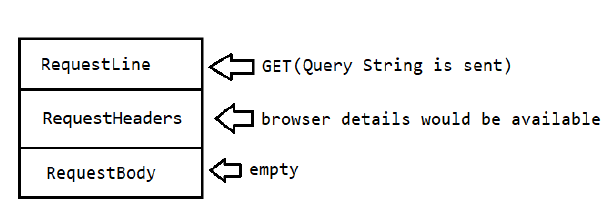 RequestLine GET(Query String is sent)
RequestHeaders browser details would be available
RequestBody empty